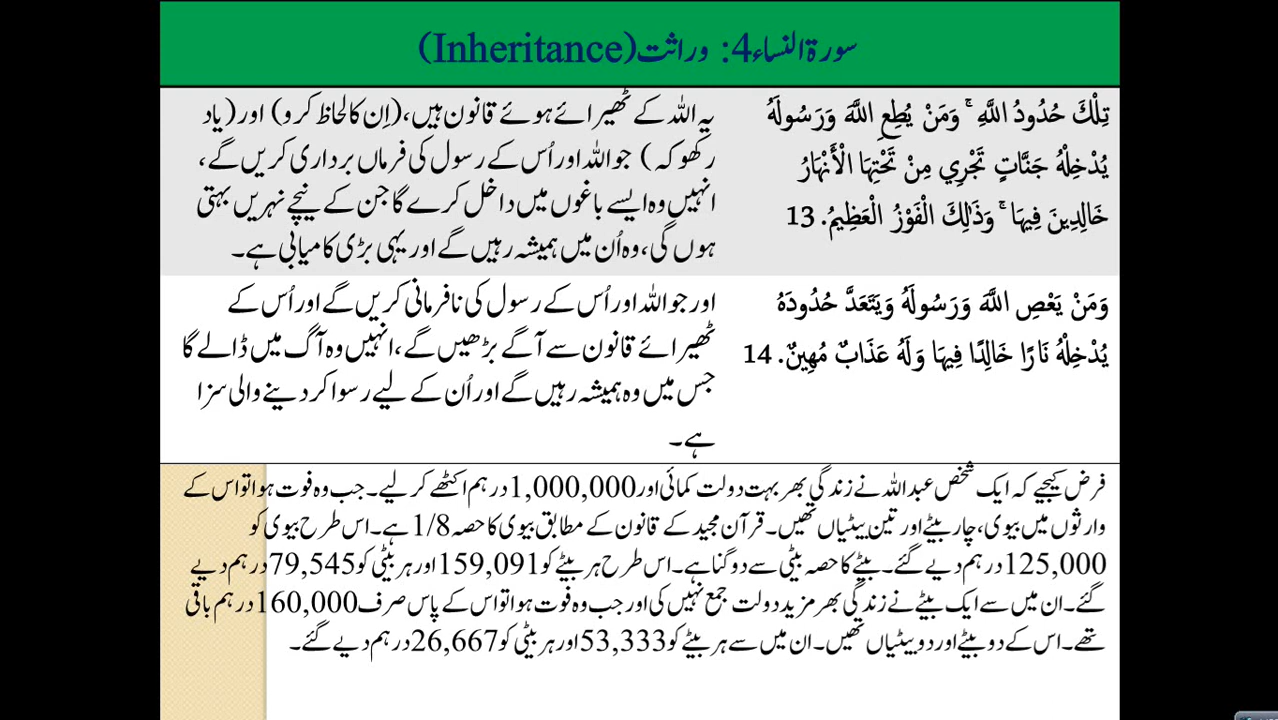 سورۃ النساء4: وراثت (Inheritance)
تِلْكَ حُدُودُ اللَّهِ ۚ وَمَنْ يُطِعِ اللَّهَ وَرَسُولَهُ
يُدْخِلْهُ جَنَّاتٍ تَجْرِي مِنْ تَحْتِهَا الْأَنْهَارُ
خَالِدِينَ فِيهَا ۚ وَذَلِكَ الْفَوْزُ الْعَظِيمُ. 13
یہ اللہ کے ٹھیرائے ہوئے قانون ہیں، (اِن کا لحاظ کرو) اور (یاد
رکھو کہ) جو اللہ اور اُس کے رسول کی فرماں برداری کریں گے،
انہیں وہ ایسے باغوں میں داخل کرے گا جن کے نیچے نہریں بہتی
ہوں گی، وہ اُن میں ہمیشہ رہیں گے اور یہی بڑی کامیابی ہے۔
وَمَنْ يَعْصِ اللَّهَ وَرَسُولَهُ وَيَتَعَدَّ حُدُودَهُ
يُدْخِلْهُ نَارًا خَالِدًا فِيهَا وَلَهُ عَذَابٌ مُهِينٌ. 14
اور جو اللہ اور اُس کے رسول کی نافرمانی کریں گے اور اُس کے
ٹھیرائے قانون سے آگے بڑھیں گے، انہیں وہ آگ میں ڈالے گا
جس میں وہ ہمیشہ رہیں گے اور اُن کے لیے رسوا کر دینے والی سزا
ہے۔
فرض کیجیے کہ ایک شخص عبداللہ نے زندگی بھر بہت دولت کمائی اور 1,000,000 درہم اکٹھے کر لیے۔ جب وہ فوت ہوا تو اس کے
وارثوں میں بیوی، چار بیٹے اور تین بیٹیاں تھیں۔ قرآن مجید کے قانون کے مطابق بیوی کا حصہ 1/8 ہے۔ اس طرح بیوی کو
125,000 درہم دیے گئے۔ بیٹے کا حصہ بیٹی سے دوگنا ہے۔ اس طرح ہر بیٹے کو 159,091 اور ہر بیٹی کو 79,545 درہم دیے
گئے۔ ان میں سے ایک بیٹے نے زندگی بھر مزید دولت جمع نہیں کی اور جب وہ فوت ہوا تو اس کے پاس صرف 160,000 درہم باقی
تھے۔ اس کے دو بیٹے اور دو بیٹیاں تھیں۔ ان میں سے ہر بیٹے کو 53,333 اور ہر بیٹی کو 26,667 درہم دیے گئے۔